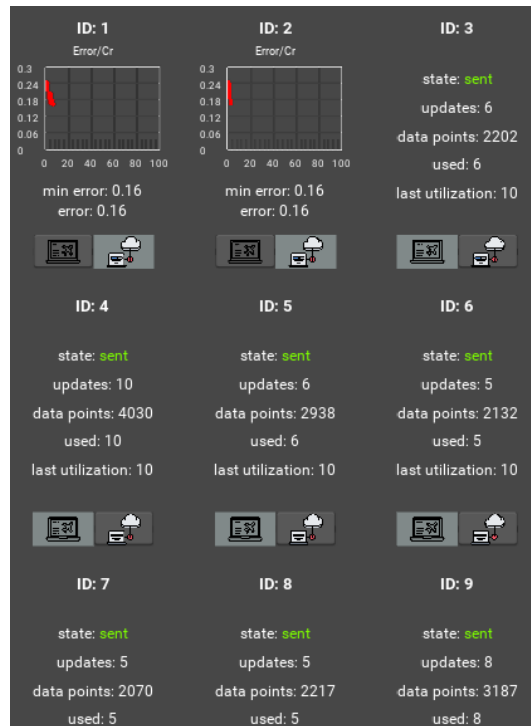 ID: 1
Error/Cr
0.3
0.24
0.18
0.12
0.06
0
0 20 40 60 80 100
min error: 0.16
error: 0.16
ID: 2
Error/Cr
0.3
0.24
0.18
0.12
0.06
0
0 20 40 60 80 100
min error: 0.16
error: 0.16
ID: 3
state: sent
updates: 6
data points: 2202
used: 6
last utilization: 10
ID: 4
state: sent
updates: 10
data points: 4030
used: 10
last utilization: 10
ID: 5
state: sent
updates: 6
data points: 2938
used: 6
last utilization: 10
ID: 6
state: sent
updates: 5
data points: 2132
used: 5
last utilization: 10
ID: 7
state: sent
updates: 5
data points: 2070
used: 5
ID: 8
state: sent
updates: 5
data points: 2217
used: 5
ID: 9
state: sent
updates: 8
data points: 3187
used: 8